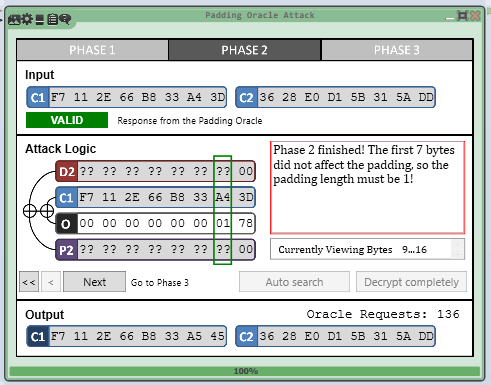 Padding Oracle Attack
PHASE 1 PHASE 2 PHASE 3
Input
C1 F7 11 2E 66 B8 33 A4 3D C2 36 28 E0 D1 5B 31 5A DD
VALID Response from the Padding Oracle
Attack Logic
D2 ?? ?? ?? ?? ?? ?? ?? 00
C1 F7 11 2E 66 B8 33 A4 3D
O 00 00 00 00 00 00 01 78
P2 ?? ?? ?? ?? ?? ?? ?? 00
Phase 2 finished! The first 7 bytes
did not affect the padding, so the
padding length must be 1!
Currently Viewing Bytes 9...16
<< < Next Go to Phase 3 Auto search Decrypt completely
Output Oracle Requests: 136
C1 F7 11 2E 66 B8 33 A5 45 C2 36 28 E0 D1 5B 31 5A DD
100%